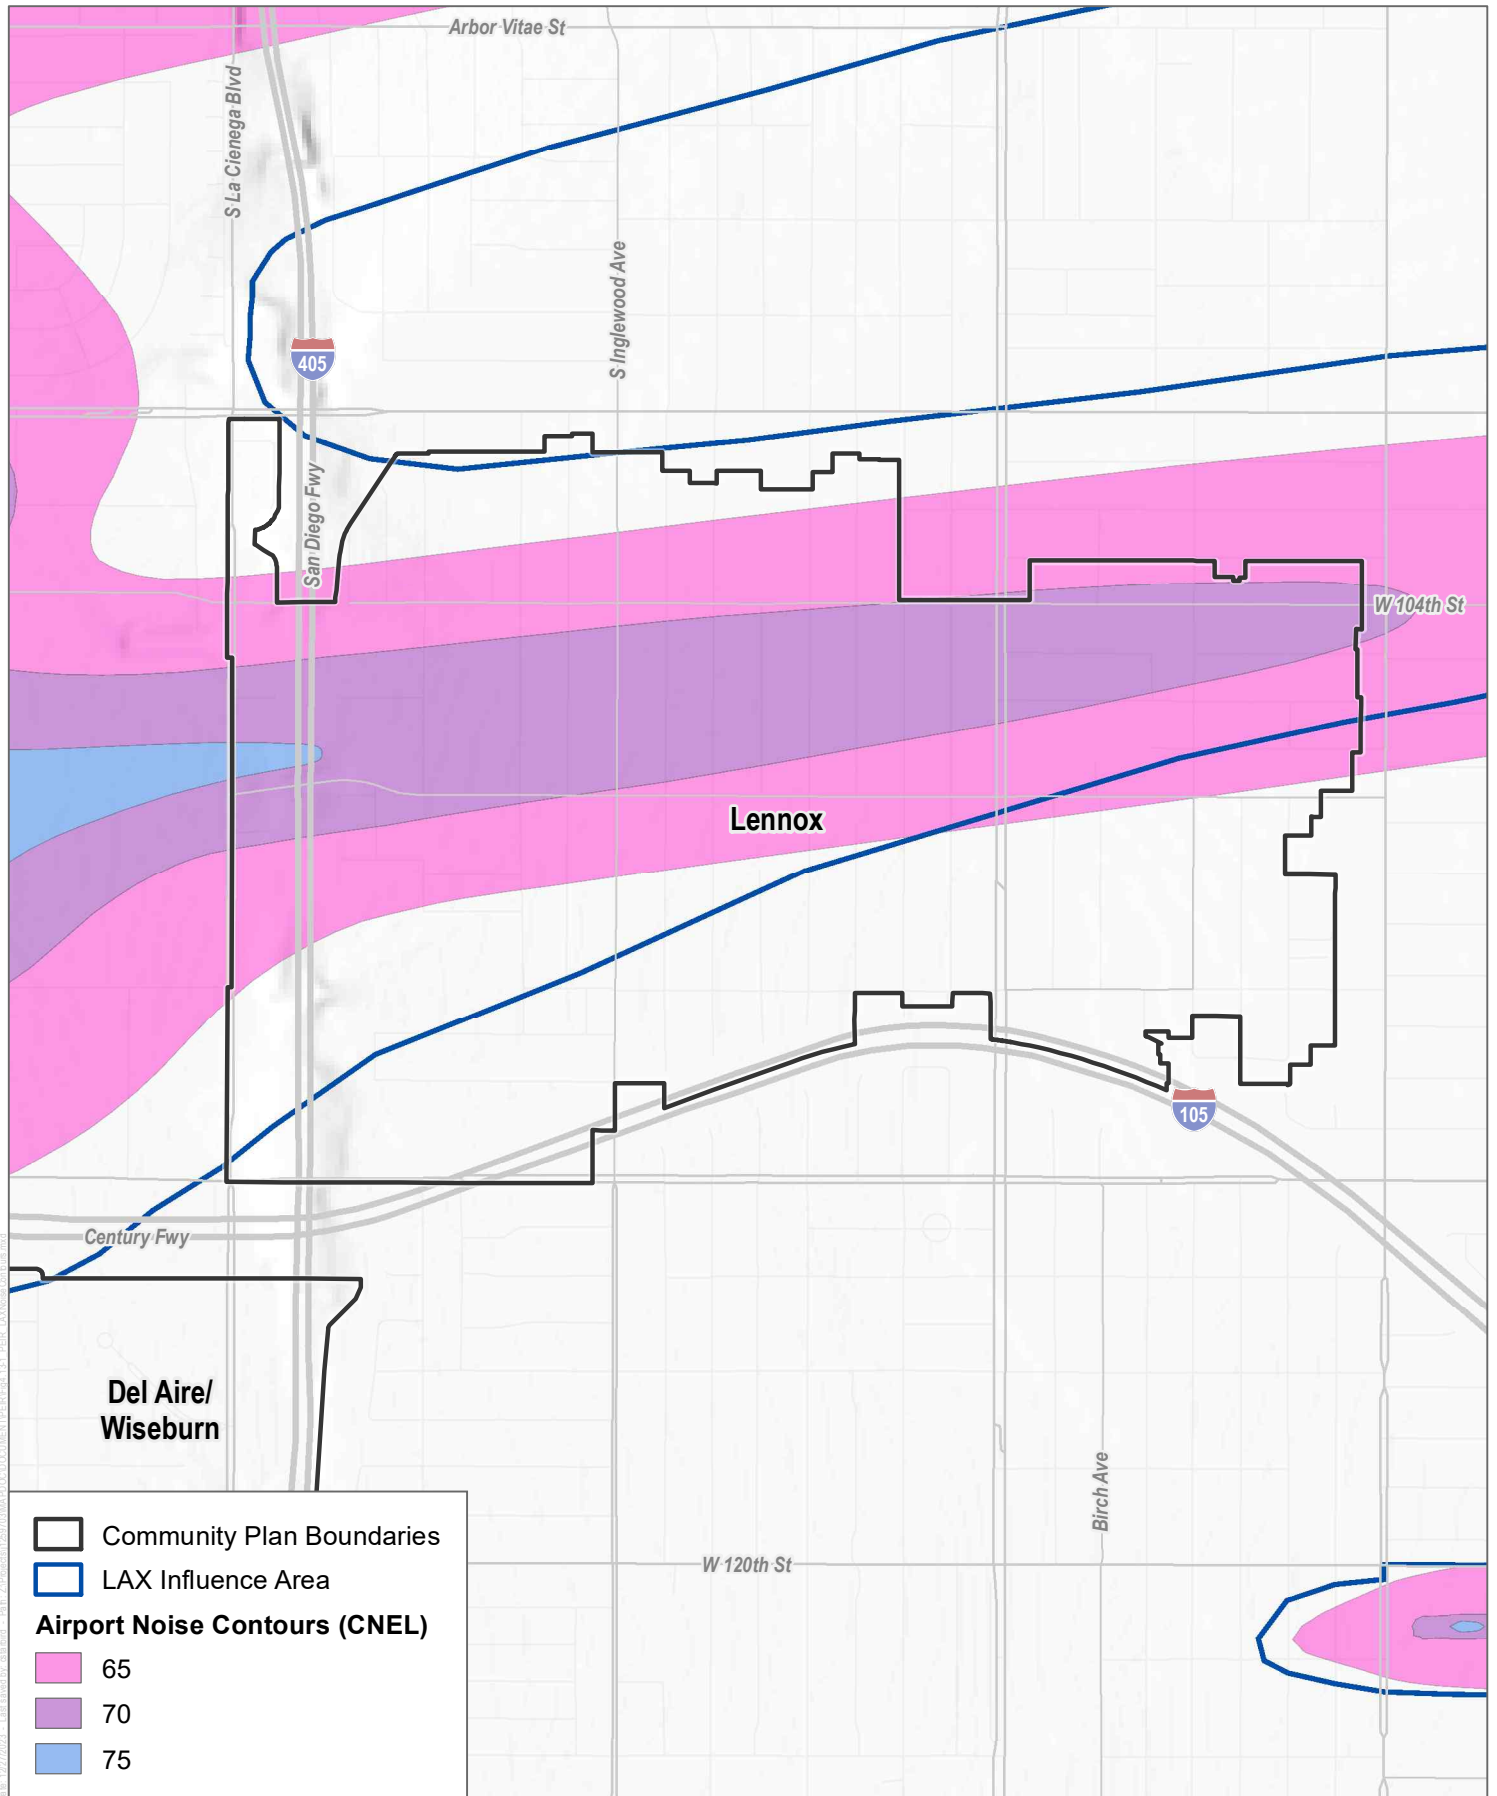 Arbor Vitae St
S La Cienega Blvd
S Inglewood Ave
405
San Diego Fwy
W 104th St
Lennox
105
Century Fwy
Del Aire/
Wiseburn
Birch Ave
W 120th St
Community Plan Boundaries
LAX Influence Area
Airport Noise Contours (CNEL)
65
70
75